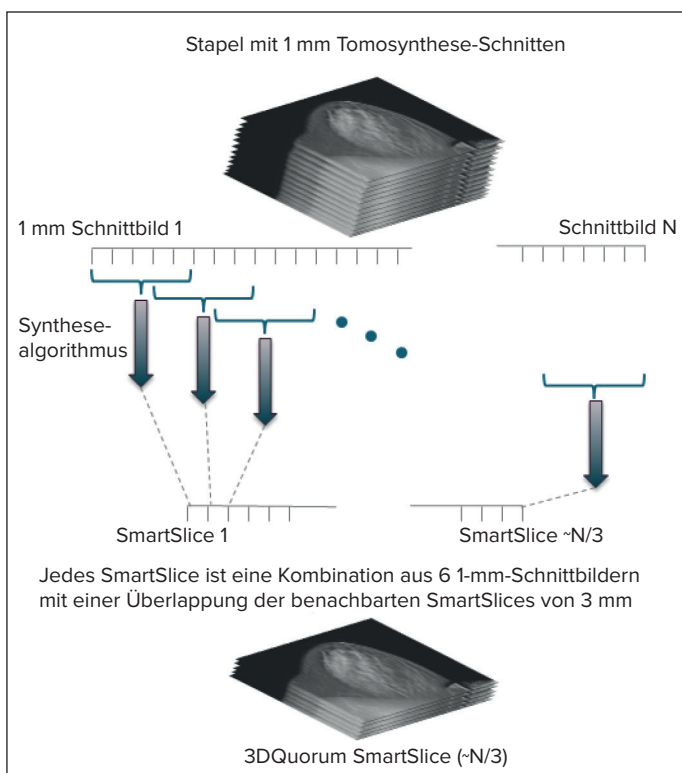 Stapel mit 1 mm Tomosynthese-Schnitten
1 mm Schnittbild 1
Schnittbild N
Synthese-
algorithmus
SmartSlice 1
SmartSlice ~N/3
Jedes SmartSlice ist eine Kombination aus 6 1-mm-Schnittbildern
mit einer Überlappung der benachbarten SmartSlices von 3 mm
3DQuorum SmartSlice (~N/3)